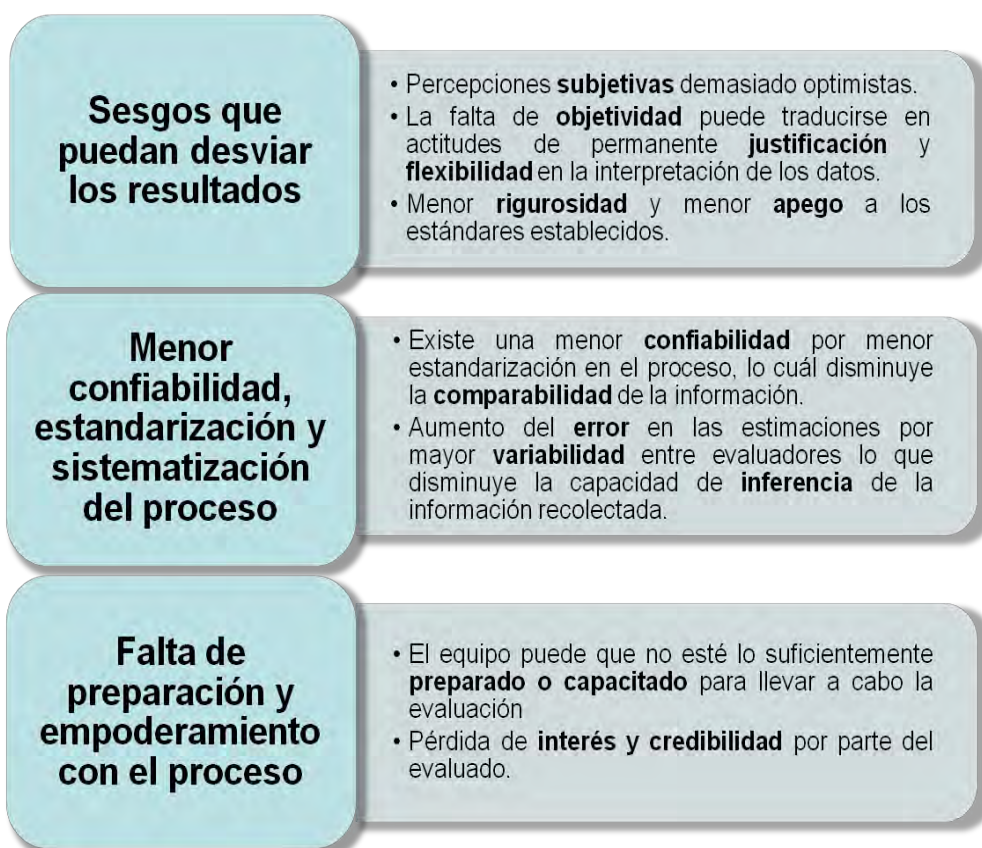 Sesgos que
puedan desviar
los resultados
• Percepciones subjetivas demasiado optimistas.
• La falta de objetividad puede traducirse en
actitudes de permanente justificación y
flexibilidad en la interpretación de los datos.
• Menor rigurosidad y menor apego a los
estándares establecidos.
Menor
confiabilidad,
estandarización y
sistematización
del proceso
• Existe una menor confiabilidad por menor
estandarización en el proceso, lo cuál disminuye
la comparabilidad de la información.
• Aumento del error en las estimaciones por
mayor variabilidad entre evaluadores lo que
disminuye la capacidad de inferencia de la
información recolectada.
Falta de
preparación y
empoderamiento
con el proceso
• El equipo puede que no esté lo suficientemente
preparado o capacitado para llevar a cabo la
evaluación
• Pérdida de interés y credibilidad por parte del
evaluado.